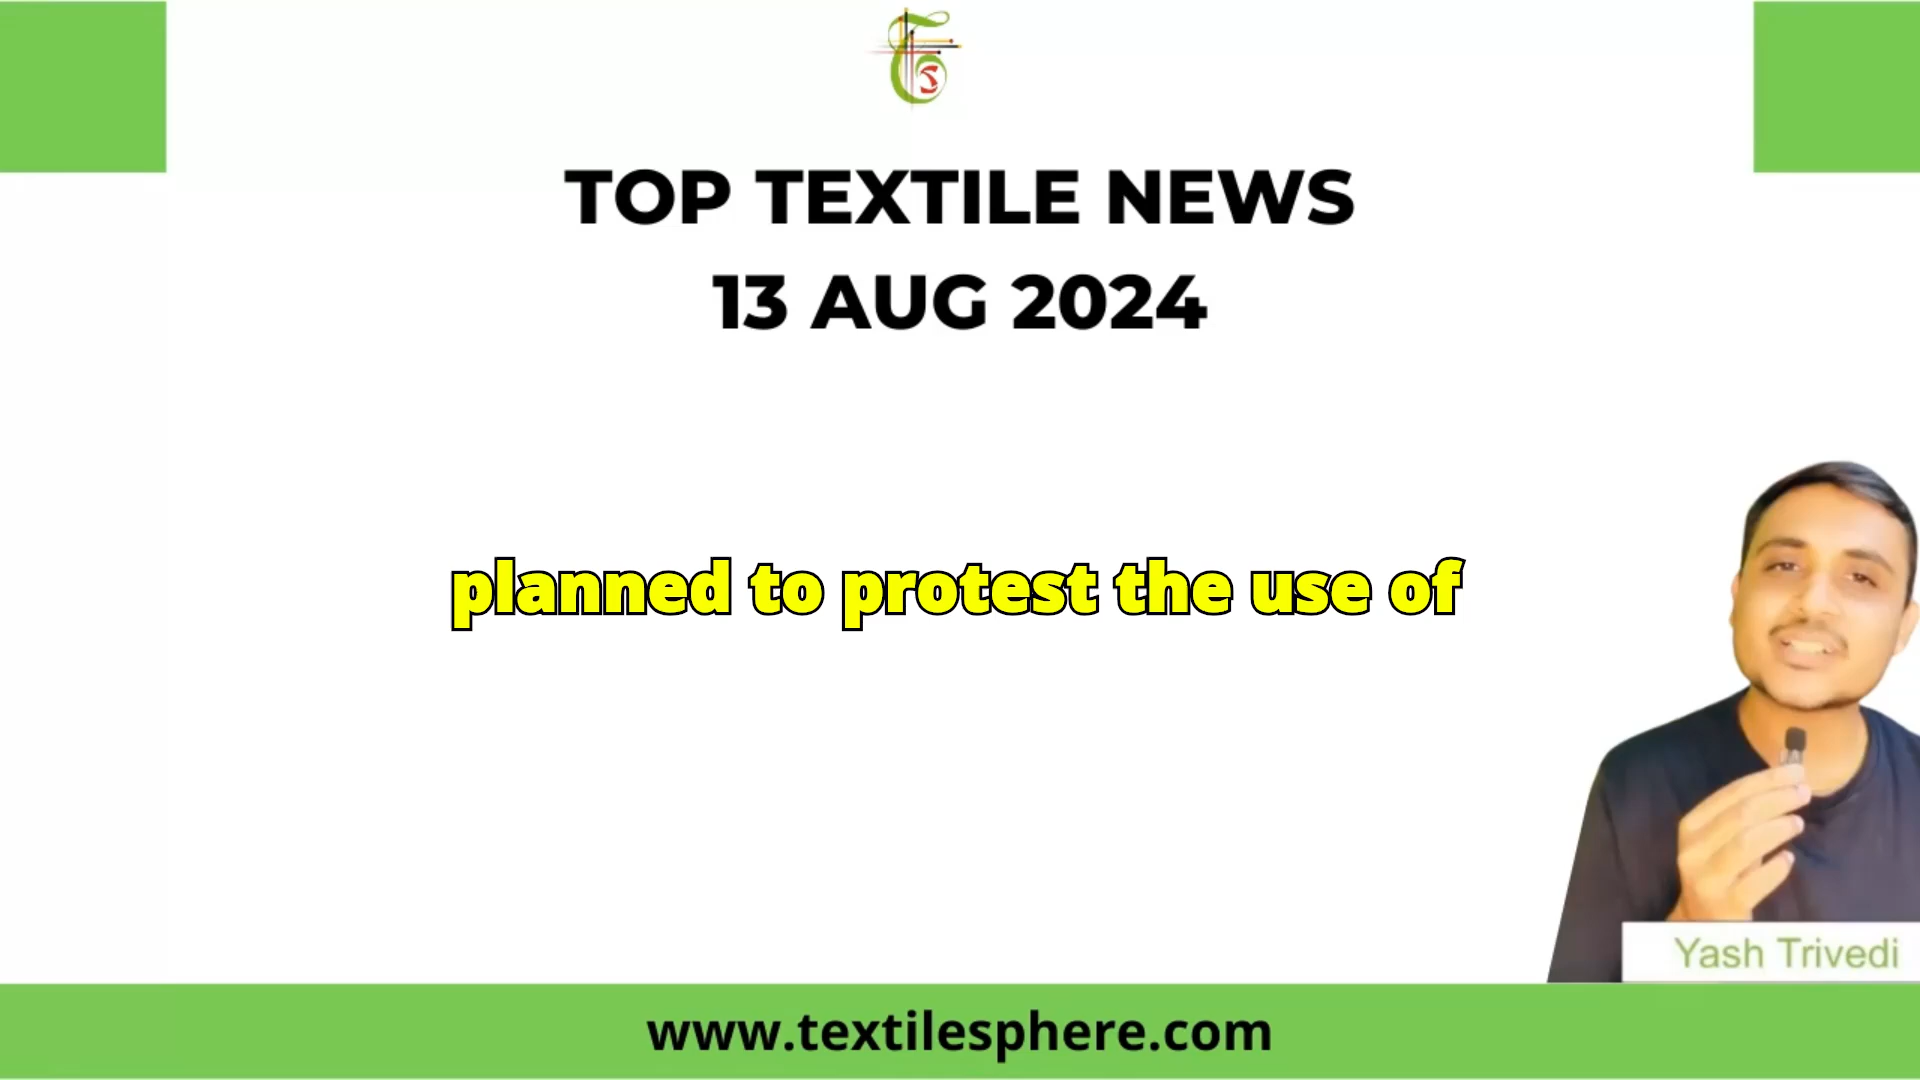 TOP TEXTILE NEWS
13 AUG 2024
planned to protest the use of
Yash Trivedi
www.textilesphere.com